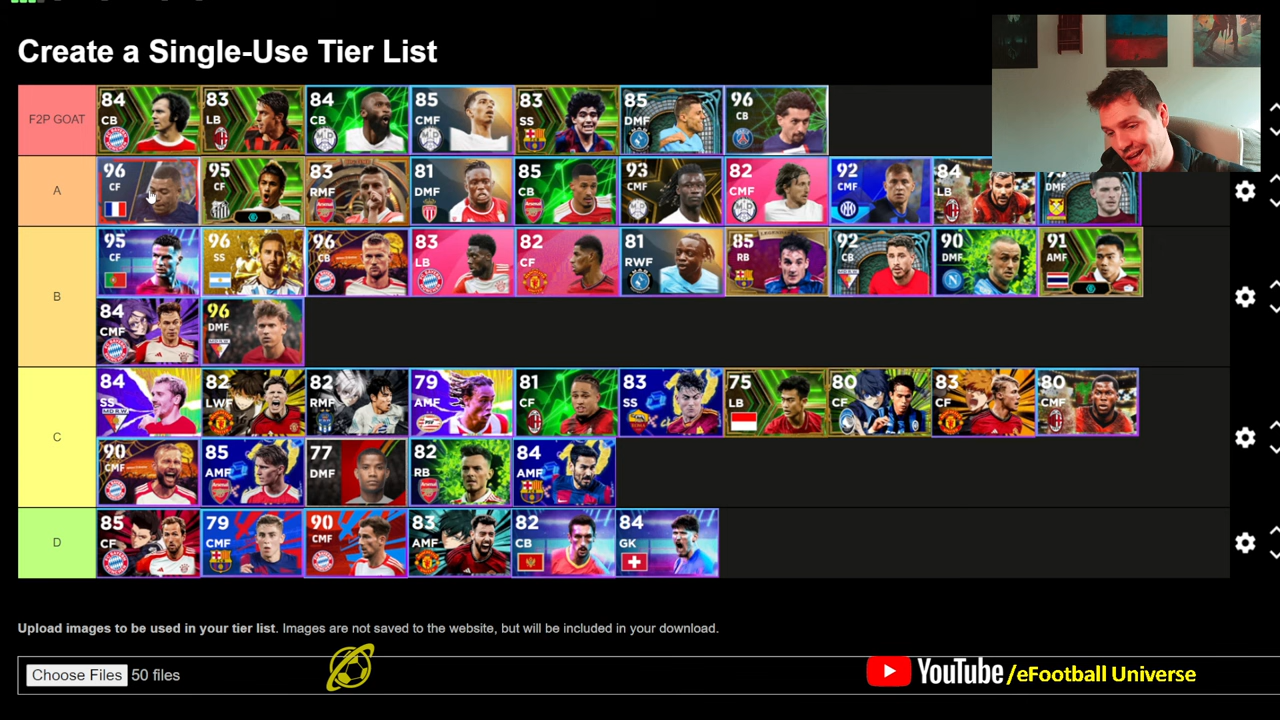 Create a Single-Use Tier List
F2P GOAT
84 CB
83 LB
84 CB
85 CMF
83 SS
85 DMF
96 CB
A
96 CF
95 CF
83 RMF
81 DMF
85 CB
93 CMF
82 CMF
92 CMF
84 LB
DMF
B
95 CF
96 SS
96 CB
83 LB
82 CF
81 RWF
85 RB
92 CB
90 DMF
91 AMF
84 CMF
96 DMF
C
84 SS
82 LWF
82 RMF
79 AMF
81 CF
83 SS
75 LB
80 CF
83 CF
80 CMF
90 CMF
85 AMF
77 DMF
82 RB
84 AMF
D
85 CF
79 CMF
90 CMF
83 AMF
82 CB
84 GK
Upload images to be used in your tier list. Images are not saved to the website, but will be included in your download.
Choose Files 50 files
YouTube /eFootball Universe